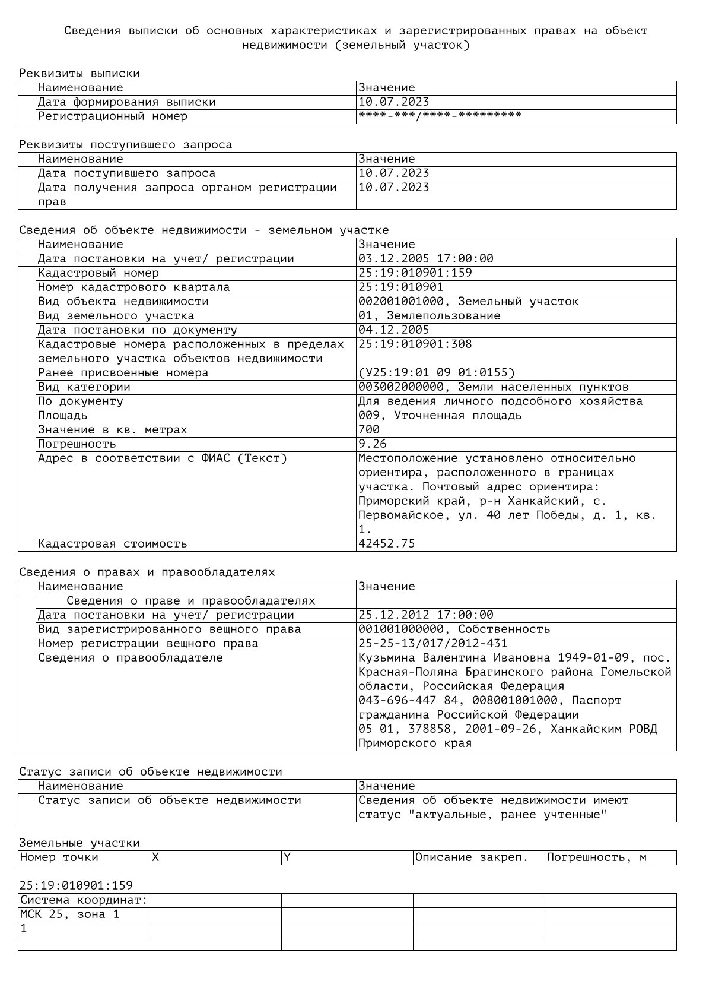 Сведения выписки об основных характеристиках и зарегистрированных правах на объект
недвижимости (земельный участок)
Реквизиты выписки
Наименование Значение
Дата формирования выписки 10.07.2023
Регистрационный номер ****-***/****-*********
Реквизиты поступившего запроса
Наименование Значение
Дата поступившего запроса 10.07.2023
Дата получения запроса органом регистрации 10.07.2023
прав
Сведения об объекте недвижимости - земельном участке
Наименование Значение
Дата постановки на учет/ регистрации 03.12.2005 17:00:00
Кадастровый номер 25:19:010901:159
Номер кадастрового квартала 25:19:010901
Вид объекта недвижимости 002001001000, Земельный участок
Вид земельного участка 01, Землепользование
Дата постановки по документу 04.12.2005
Кадастровые номера расположенных в пределах 25:19:010901:308
земельного участка объектов недвижимости
Ранее присвоенные номера (У25:19:01 09 01:0155)
Вид категории 003002000000, Земли населенных пунктов
По документу Для ведения личного подсобного хозяйства
Площадь 009, Уточненная площадь
Значение в кв. метрах 700
Погрешность 9.26
Адрес в соответствии с ФИАС (Текст) Местоположение установлено относительно
ориентира, расположенного в границах
участка. Почтовый адрес ориентира:
Приморский край, р-н Ханкайский, с.
Первомайское, ул. 40 лет Победы, д. 1, кв.
1.
Кадастровая стоимость 42452.75
Сведения о правах и правообладателях
Наименование Значение
Сведения о праве и правообладателях
Дата постановки на учет/ регистрации 25.12.2012 17:00:00
Вид зарегистрированного вещного права 001001000000, Собственность
Номер регистрации вещного права 25-25-13/017/2012-431
Сведения о правообладателе Кузьмина Валентина Ивановна 1949-01-09, пос.
Красная-Поляна Брагинского района Гомельской
области, Российская Федерация
043-696-447 84, 008001001000, Паспорт
гражданина Российской Федерации
05 01, 378858, 2001-09-26, Ханкайским РОВД
Приморского края
Статус записи об объекте недвижимости
Наименование Значение
Статус записи об объекте недвижимости Сведения об объекте недвижимости имеют
статус "актуальные, ранее учтенные"
Земельные участки
Номер точки X Y Описание закреп. Погрешность, м
25:19:010901:159
Система координат:
МСК 25, зона 1
1